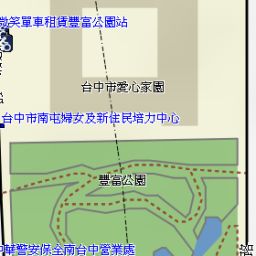 微笑單車租賃豐富公園站
台中市愛心家園
台中市南屯婦女及新住民培力中心
豐富公園
中華警安保全南台中營業處